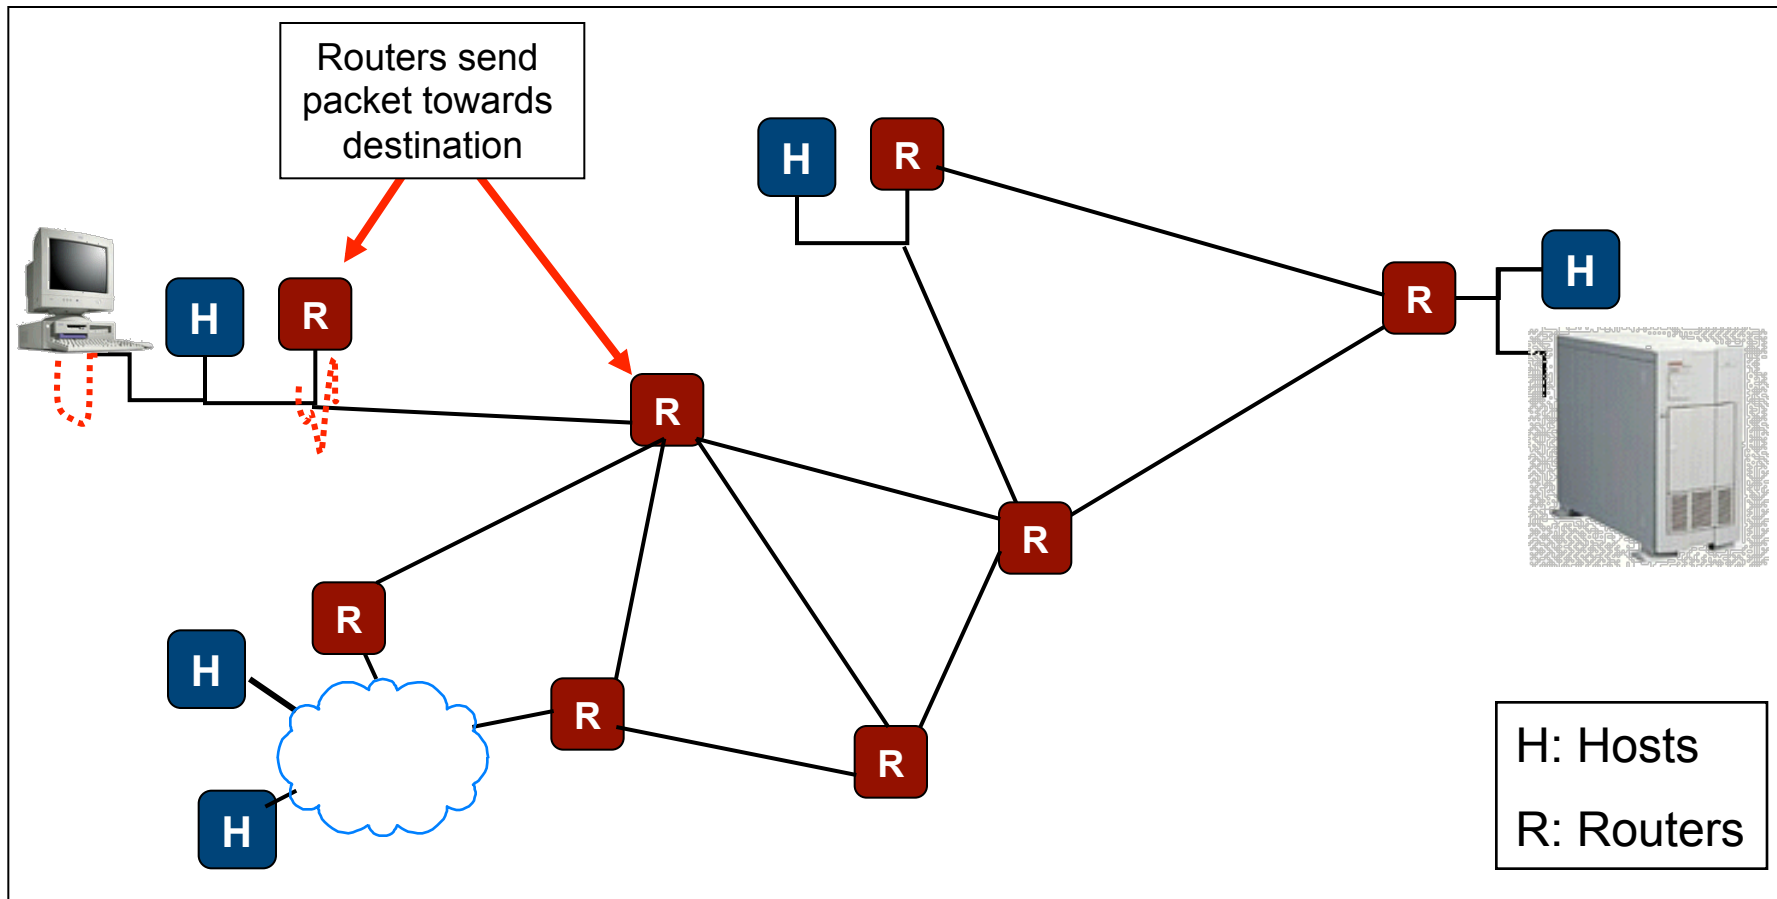 Routers send
packet towards
destination
H
R
H
R
H
R
R
R
R
H
R
R
H
H: Hosts
R: Routers